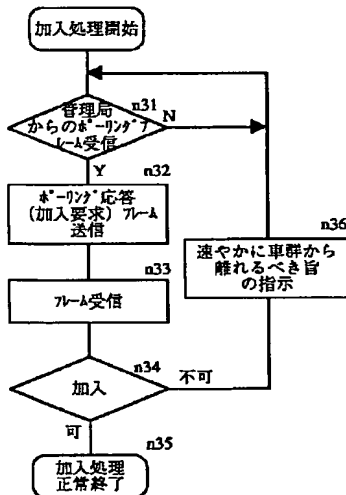 加入処理開始
n31
管理局
からのﾎﾟｰﾘﾝｸﾞﾌ
ﾚｰﾑ受信
N
Y
n32
ﾎﾟｰﾘﾝｸﾞ応答
(加入要求) ﾌﾚｰﾑ
送信
n33
ﾌﾚｰﾑ受信
n34
加入
不可
可
n35
加入処理
正常終了
n36
速やかに車群から
離れるべき旨
の指示